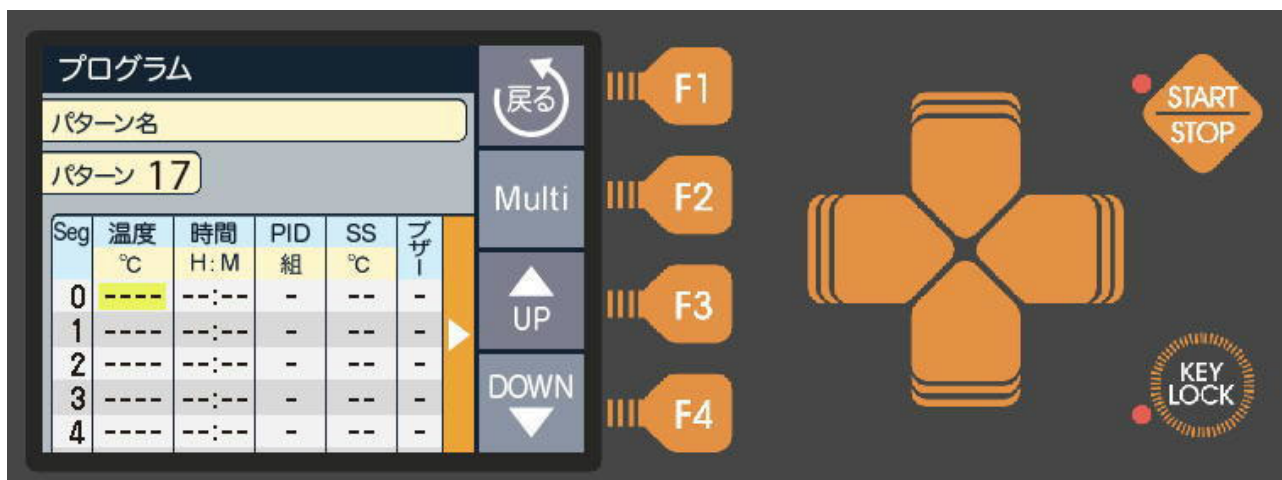 プログラム
パターン名
パターン 17
Seg 温度 時間 PID SS ブザー
℃ H:M 組 ℃
0 ---- --:-- - -- -
1 ---- --:-- - -- -
2 ---- --:-- - -- -
3 ---- --:-- - -- -
4 ---- --:-- - -- -
戻る
Multi
UP
DOWN
F1
F2
F3
F4
START
STOP
KEY
LOCK